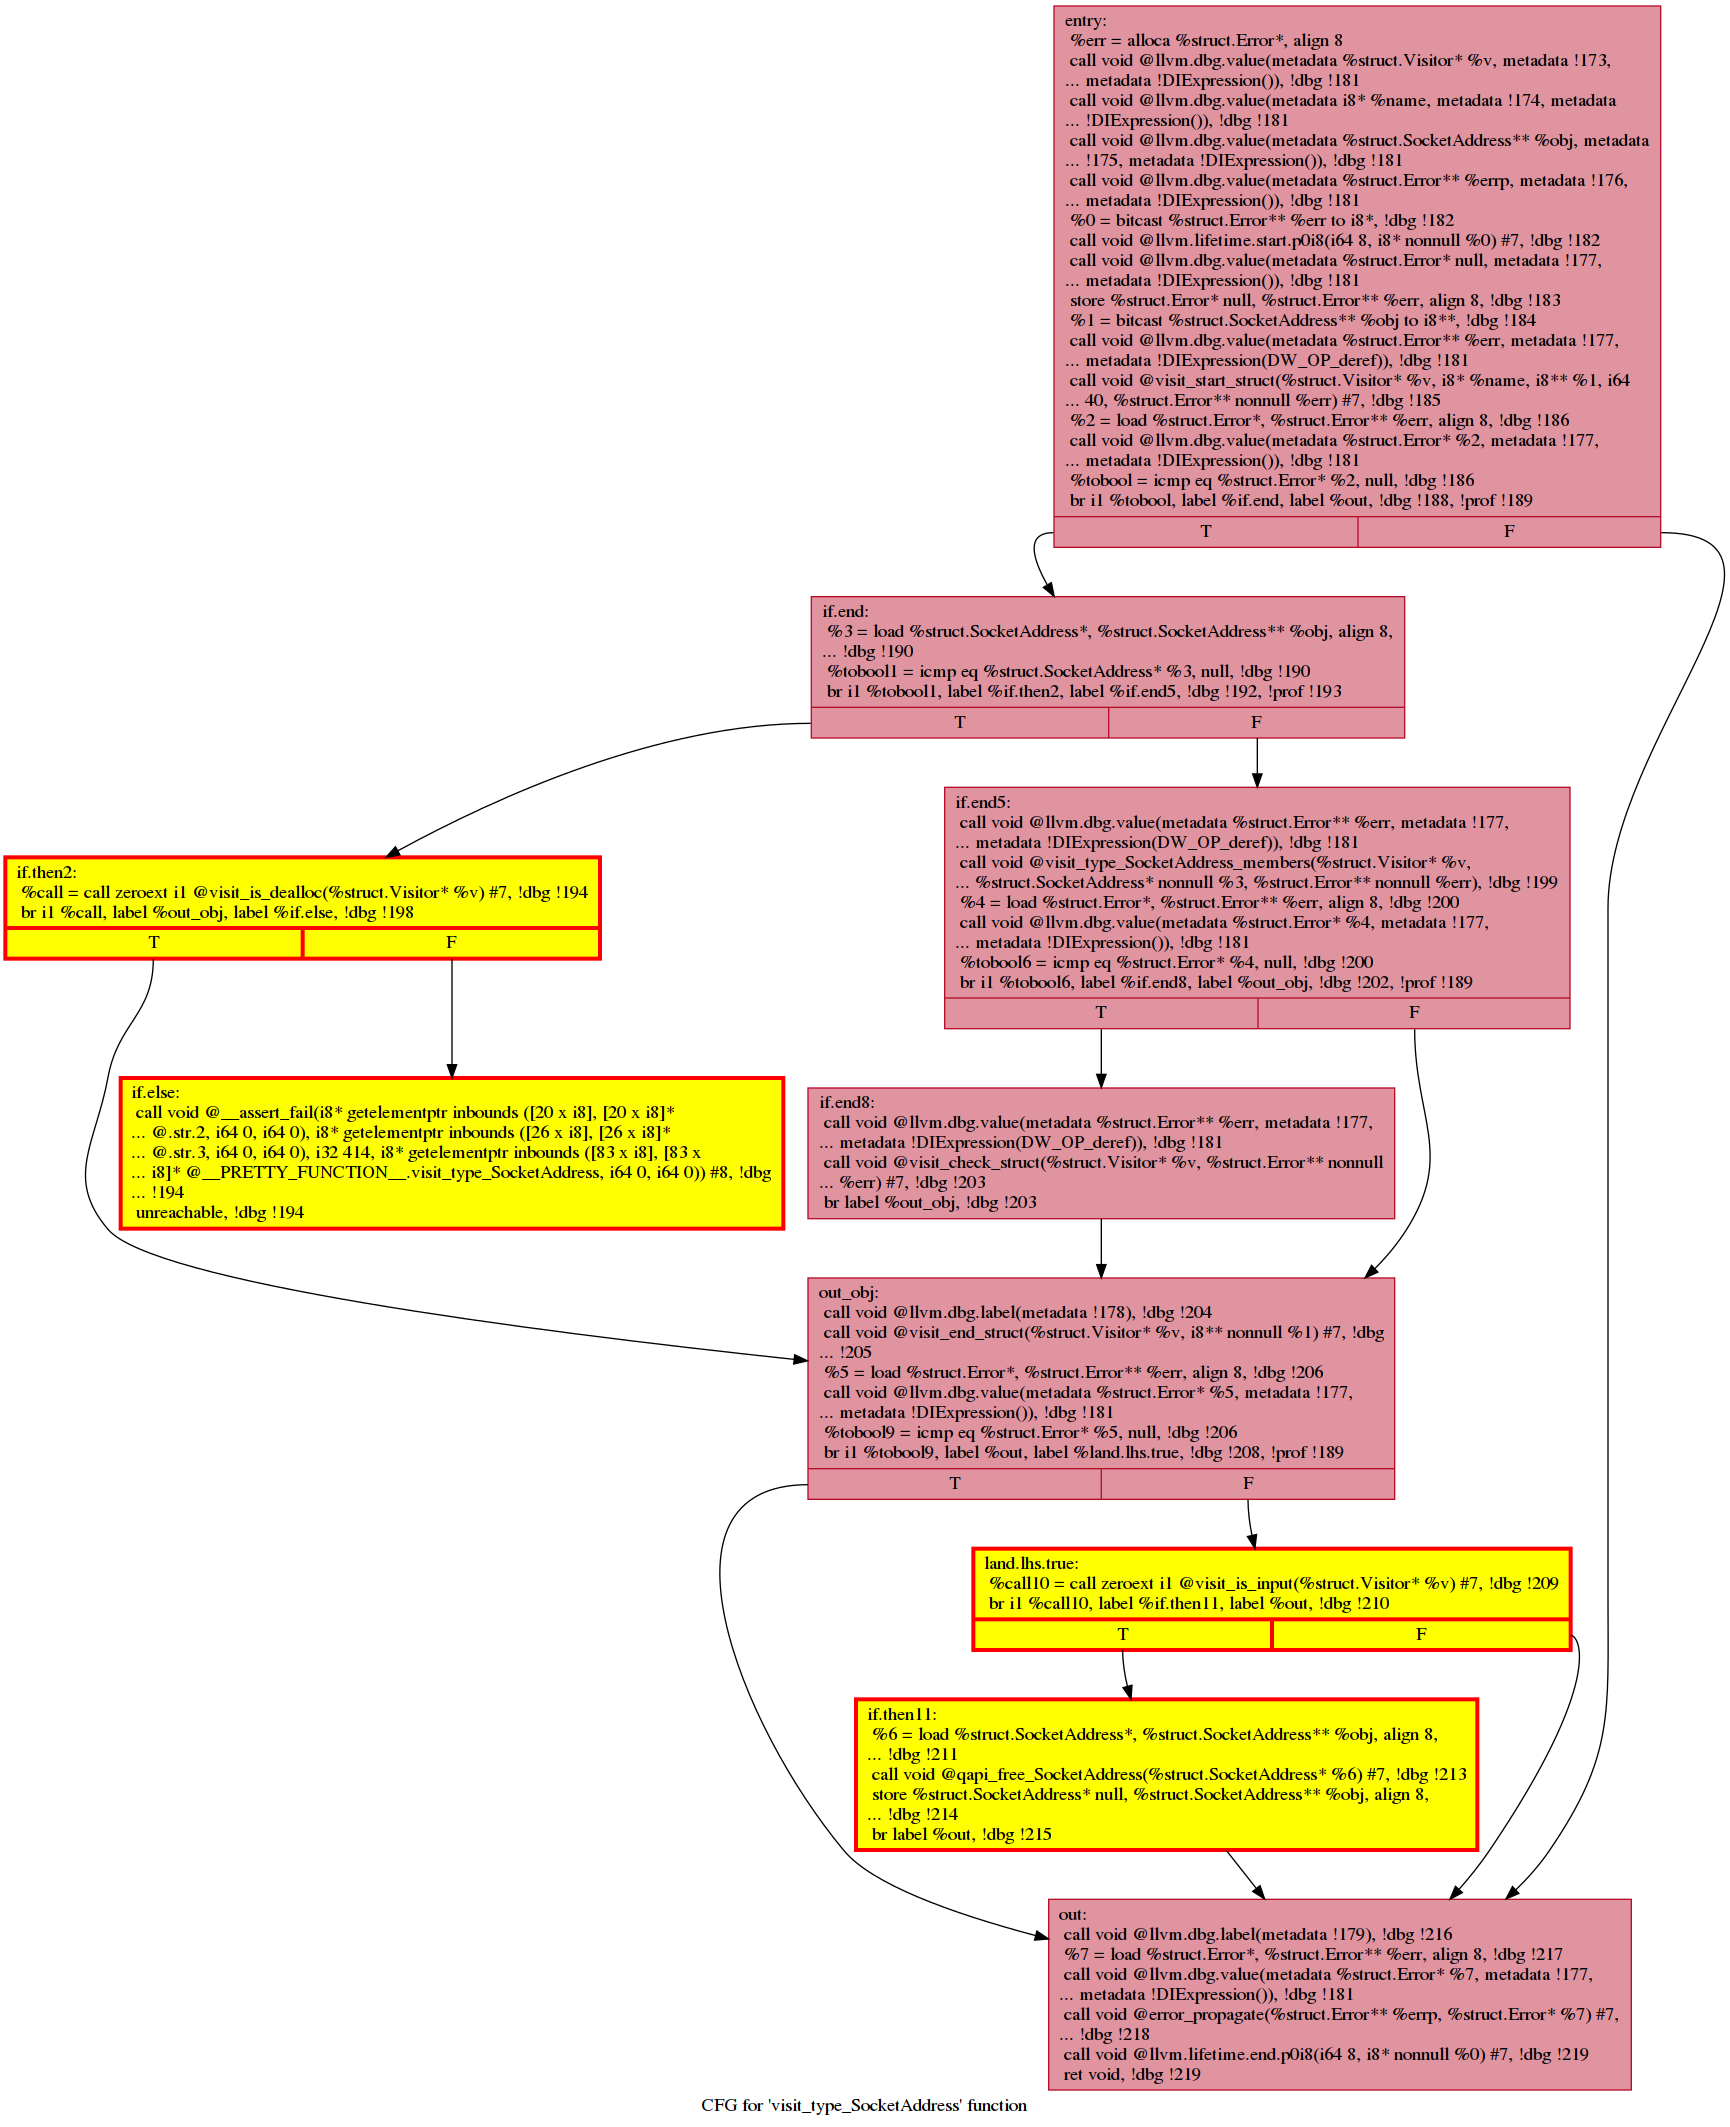 entry:
%err = alloca %struct.Error*, align 8
call void @llvm.dbg.value(metadata %struct.Visitor* %v, metadata !173,
... metadata !DIExpression()), !dbg !181
call void @llvm.dbg.value(metadata i8* %name, metadata !174, metadata
... !DIExpression()), !dbg !181
call void @llvm.dbg.value(metadata %struct.SocketAddress** %obj, metadata
... !175, metadata !DIExpression()), !dbg !181
call void @llvm.dbg.value(metadata %struct.Error** %errp, metadata !176,
... metadata !DIExpression()), !dbg !181
%0 = bitcast %struct.Error** %err to i8*, !dbg !182
call void @llvm.lifetime.start.p0i8(i64 8, i8* nonnull %0) #7, !dbg !182
call void @llvm.dbg.value(metadata %struct.Error* null, metadata !177,
... metadata !DIExpression()), !dbg !181
store %struct.Error* null, %struct.Error** %err, align 8, !dbg !183
%1 = bitcast %struct.SocketAddress** %obj to i8**, !dbg !184
call void @llvm.dbg.value(metadata %struct.Error** %err, metadata !177,
... metadata !DIExpression(DW_OP_deref)), !dbg !181
call void @visit_start_struct(%struct.Visitor* %v, i8* %name, i8** %1, i64
... 40, %struct.Error** nonnull %err) #7, !dbg !185
%2 = load %struct.Error*, %struct.Error** %err, align 8, !dbg !186
call void @llvm.dbg.value(metadata %struct.Error* %2, metadata !177,
... metadata !DIExpression()), !dbg !181
%tobool = icmp eq %struct.Error* %2, null, !dbg !186
br i1 %tobool, label %if.end, label %out, !dbg !188, !prof !189
T F
if.end:
%3 = load %struct.SocketAddress*, %struct.SocketAddress** %obj, align 8,
... !dbg !190
%tobool1 = icmp eq %struct.SocketAddress* %3, null, !dbg !190
br i1 %tobool1, label %if.then2, label %if.end5, !dbg !192, !prof !193
T F
if.end5:
call void @llvm.dbg.value(metadata %struct.Error** %err, metadata !177,
... metadata !DIExpression(DW_OP_deref)), !dbg !181
call void @visit_type_SocketAddress_members(%struct.Visitor* %v,
... %struct.SocketAddress* nonnull %3, %struct.Error** nonnull %err), !dbg !199
%4 = load %struct.Error*, %struct.Error** %err, align 8, !dbg !200
call void @llvm.dbg.value(metadata %struct.Error* %4, metadata !177,
... metadata !DIExpression()), !dbg !181
%tobool6 = icmp eq %struct.Error* %4, null, !dbg !200
br i1 %tobool6, label %if.end8, label %out_obj, !dbg !202, !prof !189
T F
if.then2:
%call = call zeroext i1 @visit_is_dealloc(%struct.Visitor* %v) #7, !dbg !194
br i1 %call, label %out_obj, label %if.else, !dbg !198
T F
if.else:
call void @__assert_fail(i8* getelementptr inbounds ([20 x i8], [20 x i8]*
... @.str.2, i64 0, i64 0), i8* getelementptr inbounds ([26 x i8], [26 x i8]*
... @.str.3, i64 0, i64 0), i32 414, i8* getelementptr inbounds ([83 x i8], [83 x
... i8]* @__PRETTY_FUNCTION__.visit_type_SocketAddress, i64 0, i64 0)) #8, !dbg
... !194
unreachable, !dbg !194
if.end8:
call void @llvm.dbg.value(metadata %struct.Error** %err, metadata !177,
... metadata !DIExpression(DW_OP_deref)), !dbg !181
call void @visit_check_struct(%struct.Visitor* %v, %struct.Error** nonnull
... %err) #7, !dbg !203
br label %out_obj, !dbg !203
out_obj:
call void @llvm.dbg.label(metadata !178), !dbg !204
call void @visit_end_struct(%struct.Visitor* %v, i8** nonnull %1) #7, !dbg
... !205
%5 = load %struct.Error*, %struct.Error** %err, align 8, !dbg !206
call void @llvm.dbg.value(metadata %struct.Error* %5, metadata !177,
... metadata !DIExpression()), !dbg !181
%tobool9 = icmp eq %struct.Error* %5, null, !dbg !206
br i1 %tobool9, label %out, label %land.lhs.true, !dbg !208, !prof !189
T F
land.lhs.true:
%call10 = call zeroext i1 @visit_is_input(%struct.Visitor* %v) #7, !dbg !209
br i1 %call10, label %if.then11, label %out, !dbg !210
T F
if.then11:
%6 = load %struct.SocketAddress*, %struct.SocketAddress** %obj, align 8,
... !dbg !211
call void @qapi_free_SocketAddress(%struct.SocketAddress* %6) #7, !dbg !213
store %struct.SocketAddress* null, %struct.SocketAddress** %obj, align 8,
... !dbg !214
br label %out, !dbg !215
out:
call void @llvm.dbg.label(metadata !179), !dbg !216
%7 = load %struct.Error*, %struct.Error** %err, align 8, !dbg !217
call void @llvm.dbg.value(metadata %struct.Error* %7, metadata !177,
... metadata !DIExpression()), !dbg !181
call void @error_propagate(%struct.Error** %errp, %struct.Error* %7) #7,
... !dbg !218
call void @llvm.lifetime.end.p0i8(i64 8, i8* nonnull %0) #7, !dbg !219
ret void, !dbg !219
CFG for 'visit_type_SocketAddress' function